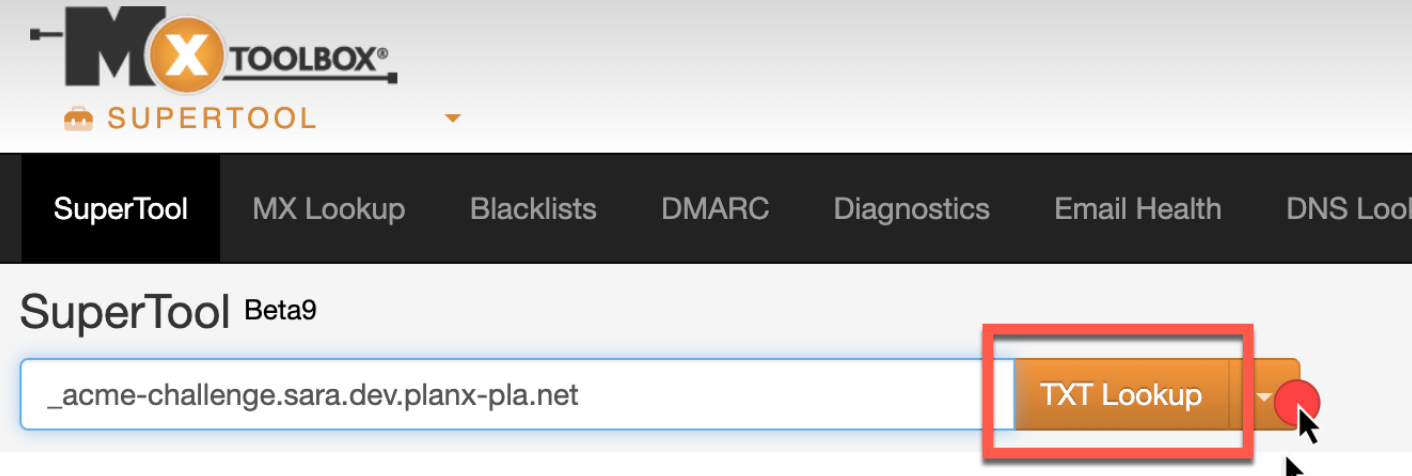 MX TOOLBOX®
SUPERTOOL
SuperTool MX Lookup Blacklists DMARC Diagnostics Email Health DNS Loo
SuperTool Beta9
_acme-challenge.sara.dev.planx-pla.net TXT Lookup